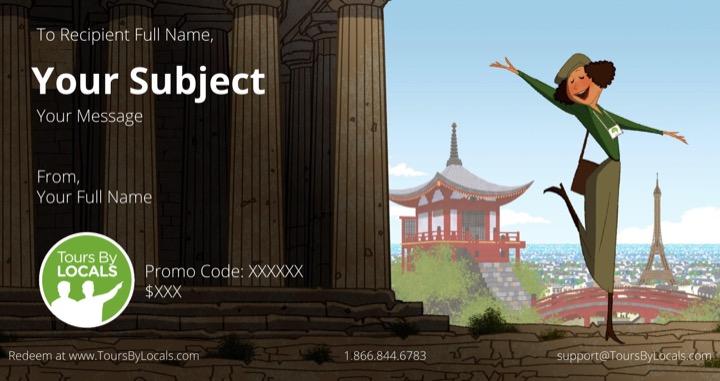 To Recipient Full Name,
Your Subject
Your Message
From,
Your Full Name
Tours By
LOCALS
Promo Code: XXXXXX
$XXX
Redeem at www.ToursByLocals.com
1.866.844.6783
support@ToursByLocals.com